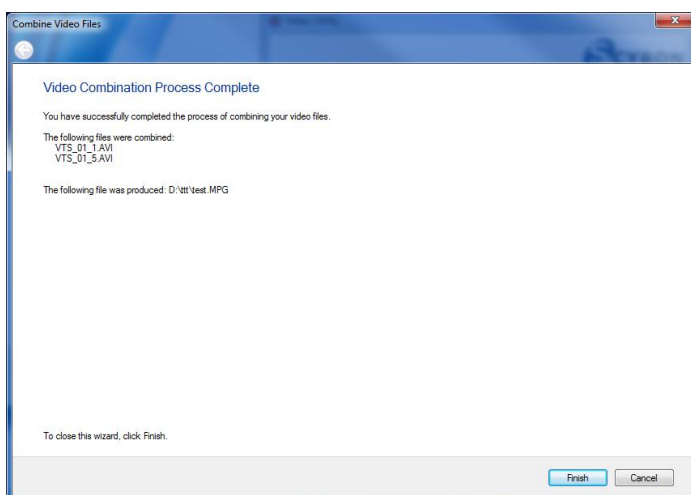 Combine Video Files
Video Combination Process Complete
You have successfully completed the process of combining your video files.
The following files were combined:
VTS_01_1.AVI
VTS_01_5.AVI
The following file was produced: D:\ttt\test.MPG
To close this wizard, click Finish.
Finish
Cancel